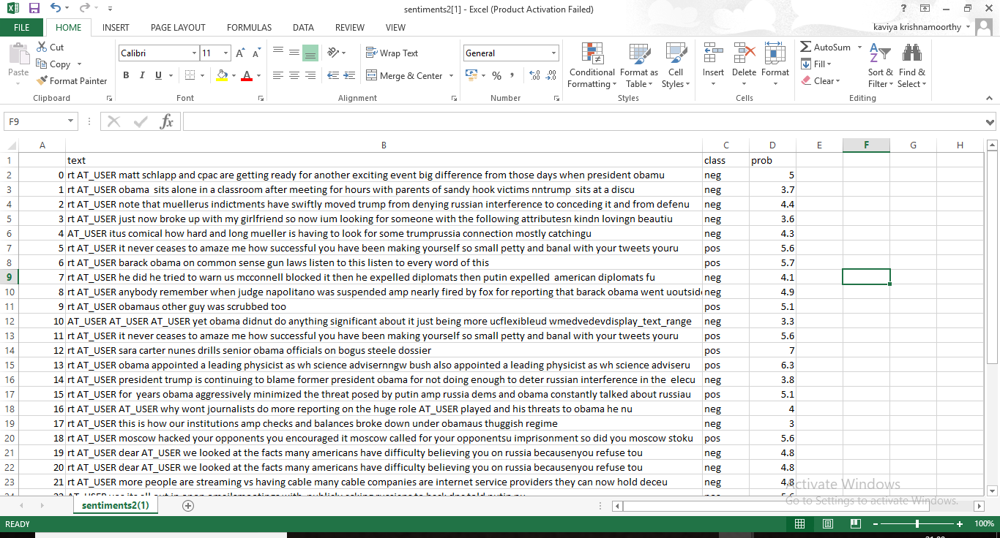 sentiments2[1] - Excel (Product Activation Failed)
FILE HOME INSERT PAGE LAYOUT FORMULAS DATA REVIEW VIEW kaviya krishnamoorthy
Paste Cut Copy Format Painter Clipboard
Calibri 11 B I U Font
Wrap Text Merge & Center Alignment
General % Number
Conditional Formatting Format as Table Cell Styles Styles
Insert Delete Format Cells
AutoSum Fill Clear Sort & Filter Find & Select Editing
F9 fx
A B C D E F G H
1 text class prob
2 0 rt AT_USER matt schlapp and cpac are getting ready for another exciting event big difference from those days when president obamu neg 5
3 1 rt AT_USER obama sits alone in a classroom after meeting for hours with parents of sandy hook victims nntrump sits at a discu neg 3.7
4 2 rt AT_USER note that muellerus indictments have swiftly moved trump from denying russian interference to conceding it and from defenu neg 4.4
5 3 rt AT_USER just now broke up with my girlfriend so now ium looking for someone with the following attributesn kindn lovingn beautiu neg 3.6
6 4 AT_USER itus comical how hard and long mueller is having to look for some trumprussia connection mostly catchingu neg 4.3
7 5 rt AT_USER it never ceases to amaze me how successful you have been making yourself so small petty and banal with your tweets youru pos 5.6
8 6 rt AT_USER barack obama on common sense gun laws listen to this listen to every word of this pos 5.7
9 7 rt AT_USER he did he tried to warn us mcconnell blocked it then he expelled diplomats then putin expelled american diplomats fu neg 4.1
10 8 rt AT_USER anybody remember when judge napolitano was suspended amp nearly fired by fox for reporting that barack obama went uoutsid neg 4.9
11 9 rt AT_USER obamaus other guy was scrubbed too pos 5.1
12 10 AT_USER AT_USER AT_USER yet obama didnut do anything significant about it just being more ucflexibleud wmedvedevdisplay_text_range neg 3.3
13 11 rt AT_USER it never ceases to amaze me how successful you have been making yourself so small petty and banal with your tweets youru pos 5.6
14 12 rt AT_USER sara carter nunes drills senior obama officials on bogus steele dossier pos 7
15 13 rt AT_USER obama appointed a leading physicist as wh science advisernngw bush also appointed a leading physicist as wh science adviseru pos 6.3
16 14 rt AT_USER president trump is continuing to blame former president obama for not doing enough to deter russian interference in the elecu neg 3.8
17 15 rt AT_USER for years obama aggressively minimized the threat posed by putin amp russia dems and obama constantly talked about russiau pos 5.1
18 16 rt AT_USER AT_USER why wont journalists do more reporting on the huge role AT_USER played and his threats to obama he nu neg 4
19 17 rt AT_USER this is how our institutions amp checks and balances broke down under obamaus thuggish regime neg 3
20 18 rt AT_USER moscow hacked your opponents you encouraged it moscow called for your opponentsu imprisonment so did you moscow stoku pos 5.6
21 19 rt AT_USER dear AT_USER we looked at the facts many americans have difficulty believing you on russia becausenyou refuse tou neg 4.8
22 20 rt AT_USER dear AT_USER we looked at the facts many americans have difficulty believing you on russia becausenyou refuse tou neg 4.8
23 21 rt AT_USER more people are streaming vs having cable many cable companies are internet service providers they can now hold deceu neg 4.8
Activate Windows
Go to Settings to activate Windows.
sentiments2(1)
READY 100%